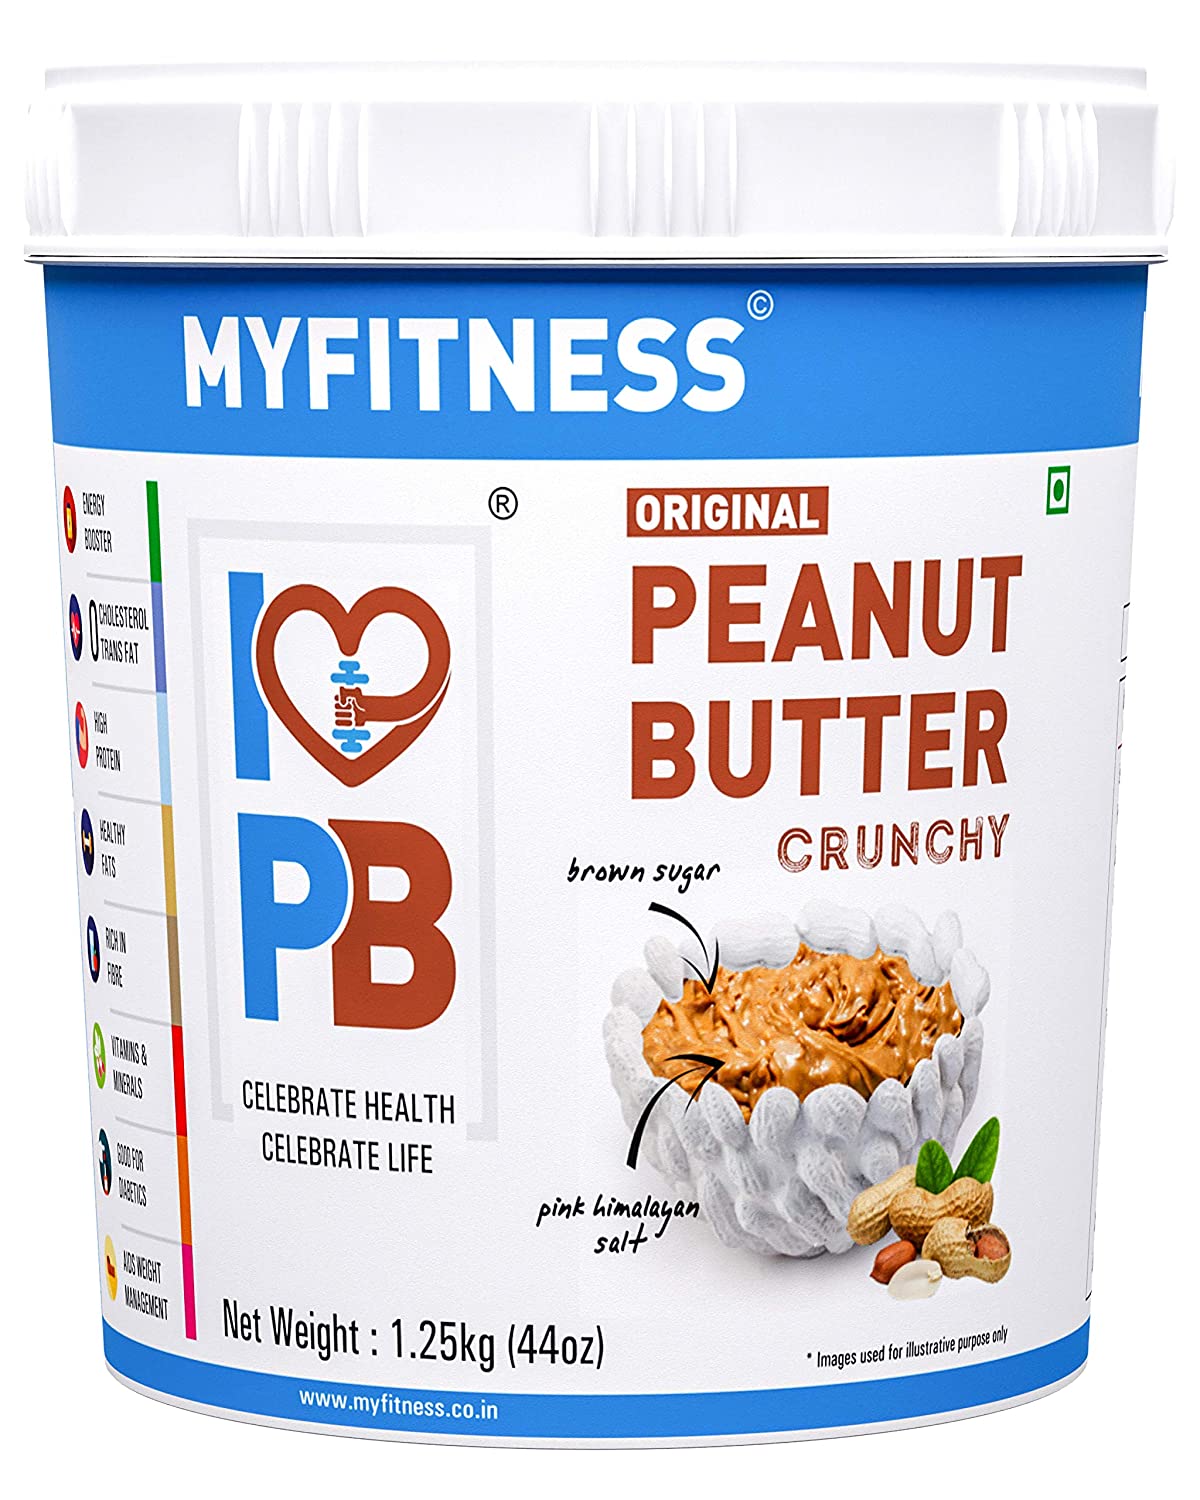 MYFITNESS©
ENERGY
BOOSTER
0 CHOLESTEROL
TRANS FAT
HIGH
PROTEIN
HEALTHY
FATS
RICH IN
FIBRE
VITAMINS &
MINERALS
GOOD FOR
DIABETICS
AIDS WEIGHT
MANAGEMENT
®
I
PB
CELEBRATE HEALTH
CELEBRATE LIFE
ORIGINAL
PEANUT
BUTTER
CRUNCHY
brown sugar
pink himalayan
salt
Net Weight : 1.25kg (44oz)
* Images used for illustrative purpose only
www.myfitness.co.in